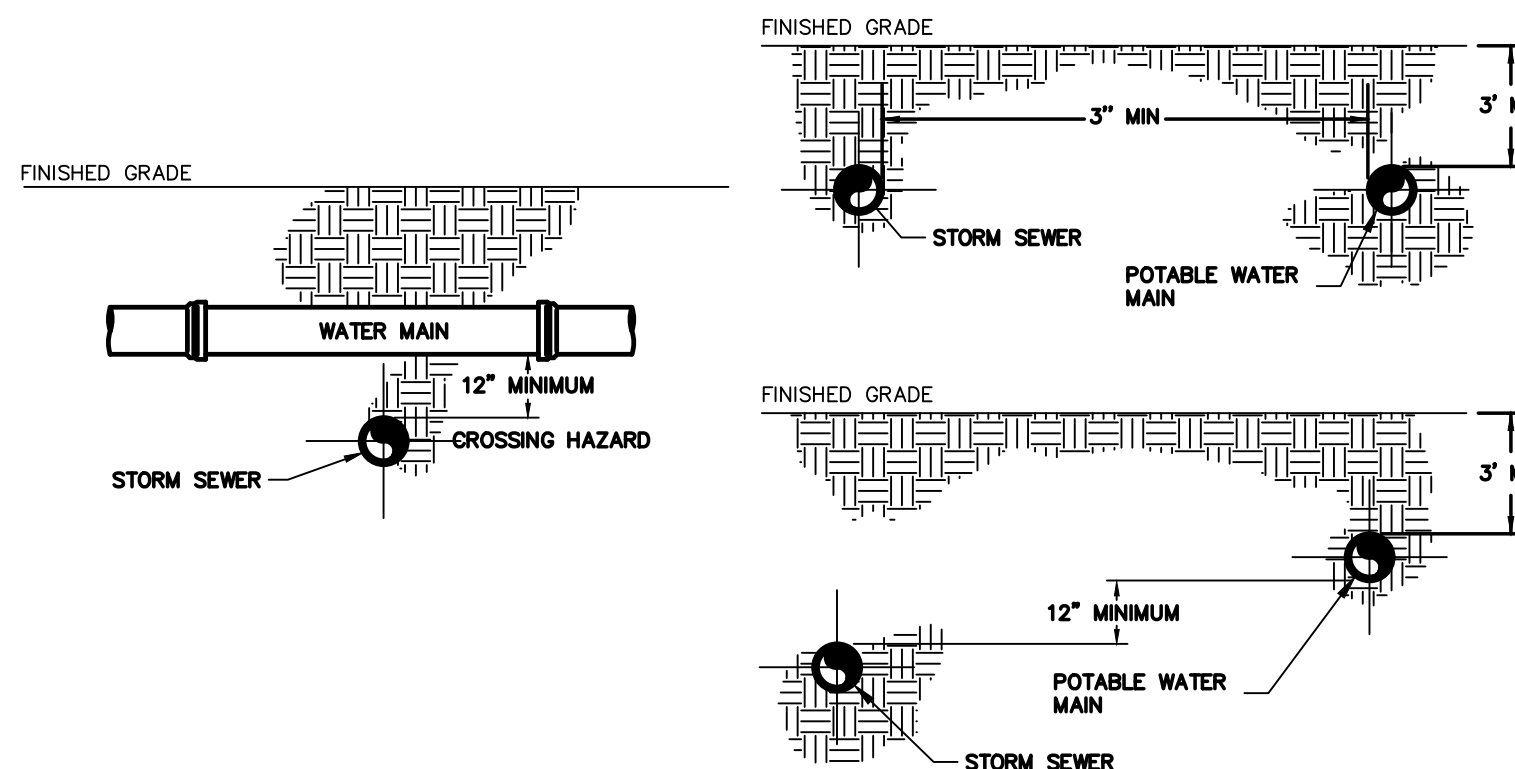 FINISHED GRADE
WATER MAIN
12" MINIMUM
CROSSING HAZARD
STORM SEWER
FINISHED GRADE
3" MIN
3'
STORM SEWER
POTABLE WATER
MAIN
FINISHED GRADE
3'
12" MINIMUM
POTABLE WATER
MAIN
STORM SEWER